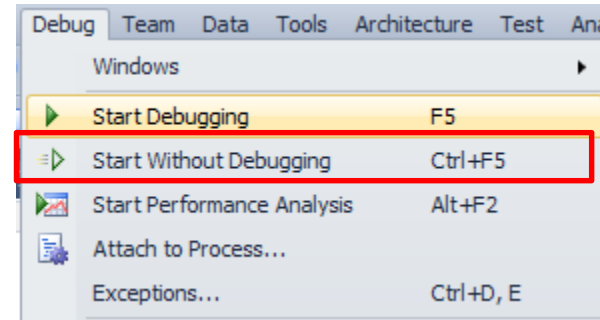 Debug Team Data Tools Architecture Test Ana
Windows
Start Debugging F5
Start Without Debugging Ctrl+F5
Start Performance Analysis Alt+F2
Attach to Process...
Exceptions... Ctrl+D, E